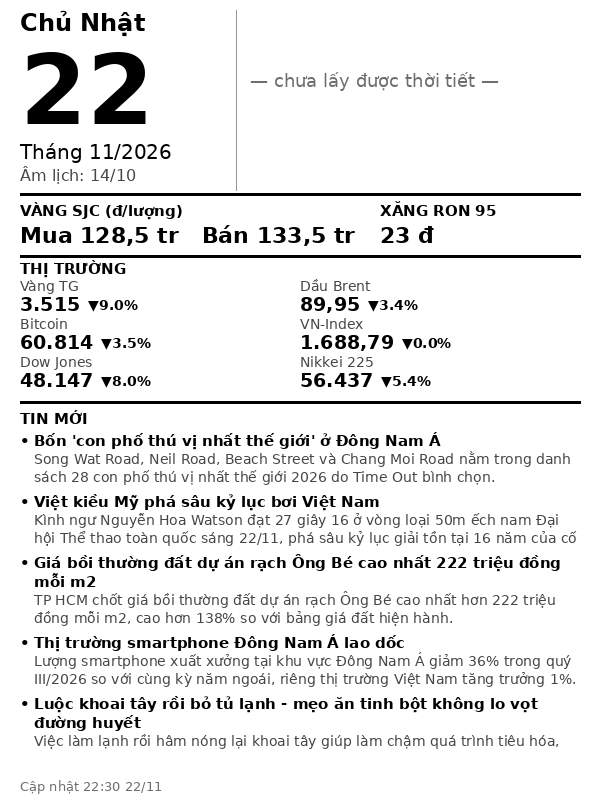 Chủ Nhật
22
Tháng 11/2026
Âm lịch: 14/10
— chưa lấy được thời tiết —
VÀNG SJC (đ/lượng)
Mua 128,5 tr Bán 133,5 tr
XĂNG RON 95
23 đ
THỊ TRƯỜNG
Vàng TG
3.515 ▼9.0%
Dầu Brent
89,95 ▼3.4%
Bitcoin
60.814 ▼3.5%
VN-Index
1.688,79 ▼0.0%
Dow Jones
48.147 ▼8.0%
Nikkei 225
56.437 ▼5.4%
TIN MỚI
• Bốn 'con phố thú vị nhất thế giới' ở Đông Nam Á
Song Wat Road, Neil Road, Beach Street và Chang Moi Road nằm trong danh
sách 28 con phố thú vị nhất thế giới 2026 do Time Out bình chọn.
• Việt kiều Mỹ phá sâu kỷ lục bơi Việt Nam
Kình ngư Nguyễn Hoa Watson đạt 27 giây 16 ở vòng loại 50m ếch nam Đại
hội Thể thao toàn quốc sáng 22/11, phá sâu kỷ lục giải tồn tại 16 năm của cố
• Giá bồi thường đất dự án rạch Ông Bé cao nhất 222 triệu đồng
mỗi m2
TP HCM chốt giá bồi thường đất dự án rạch Ông Bé cao nhất hơn 222 triệu
đồng mỗi m2, cao hơn 138% so với bảng giá đất hiện hành.
• Thị trường smartphone Đông Nam Á lao dốc
Lượng smartphone xuất xưởng tại khu vực Đông Nam Á giảm 36% trong quý
III/2026 so với cùng kỳ năm ngoái, riêng thị trường Việt Nam tăng trưởng 1%.
• Luộc khoai tây rồi bỏ tủ lạnh - mẹo ăn tinh bột không lo vọt
đường huyết
Việc làm lạnh rồi hâm nóng lại khoai tây giúp làm chậm quá trình tiêu hóa,
Cập nhật 22:30 22/11